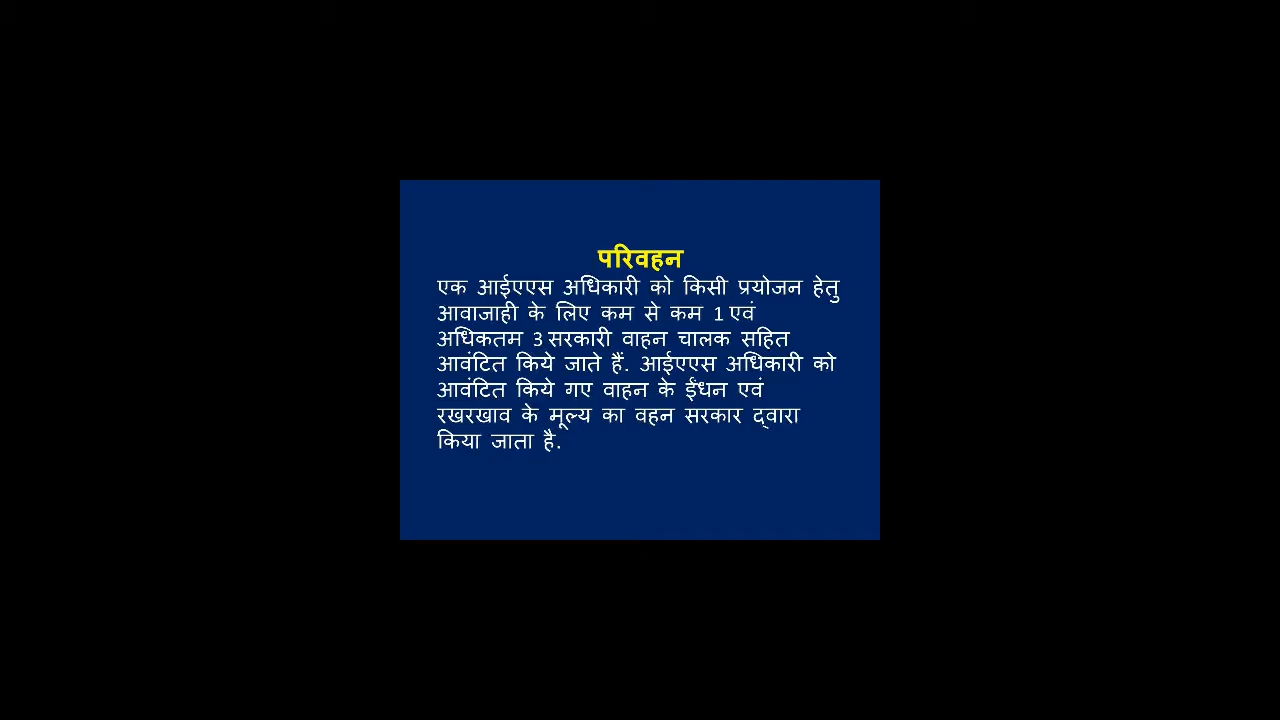 परिवहन
एक आईएएस अधिकारी को किसी प्रयोजन हेतु
आवाजाही के लिए कम से कम 1 एवं
अधिकतम 3 सरकारी वाहन चालक सहित
आवंटित किये जाते हैं. आईएएस अधिकारी को
आवंटित किये गए वाहन के ईंधन एवं
रखरखाव के मूल्य का वहन सरकार द्वारा
किया जाता है.